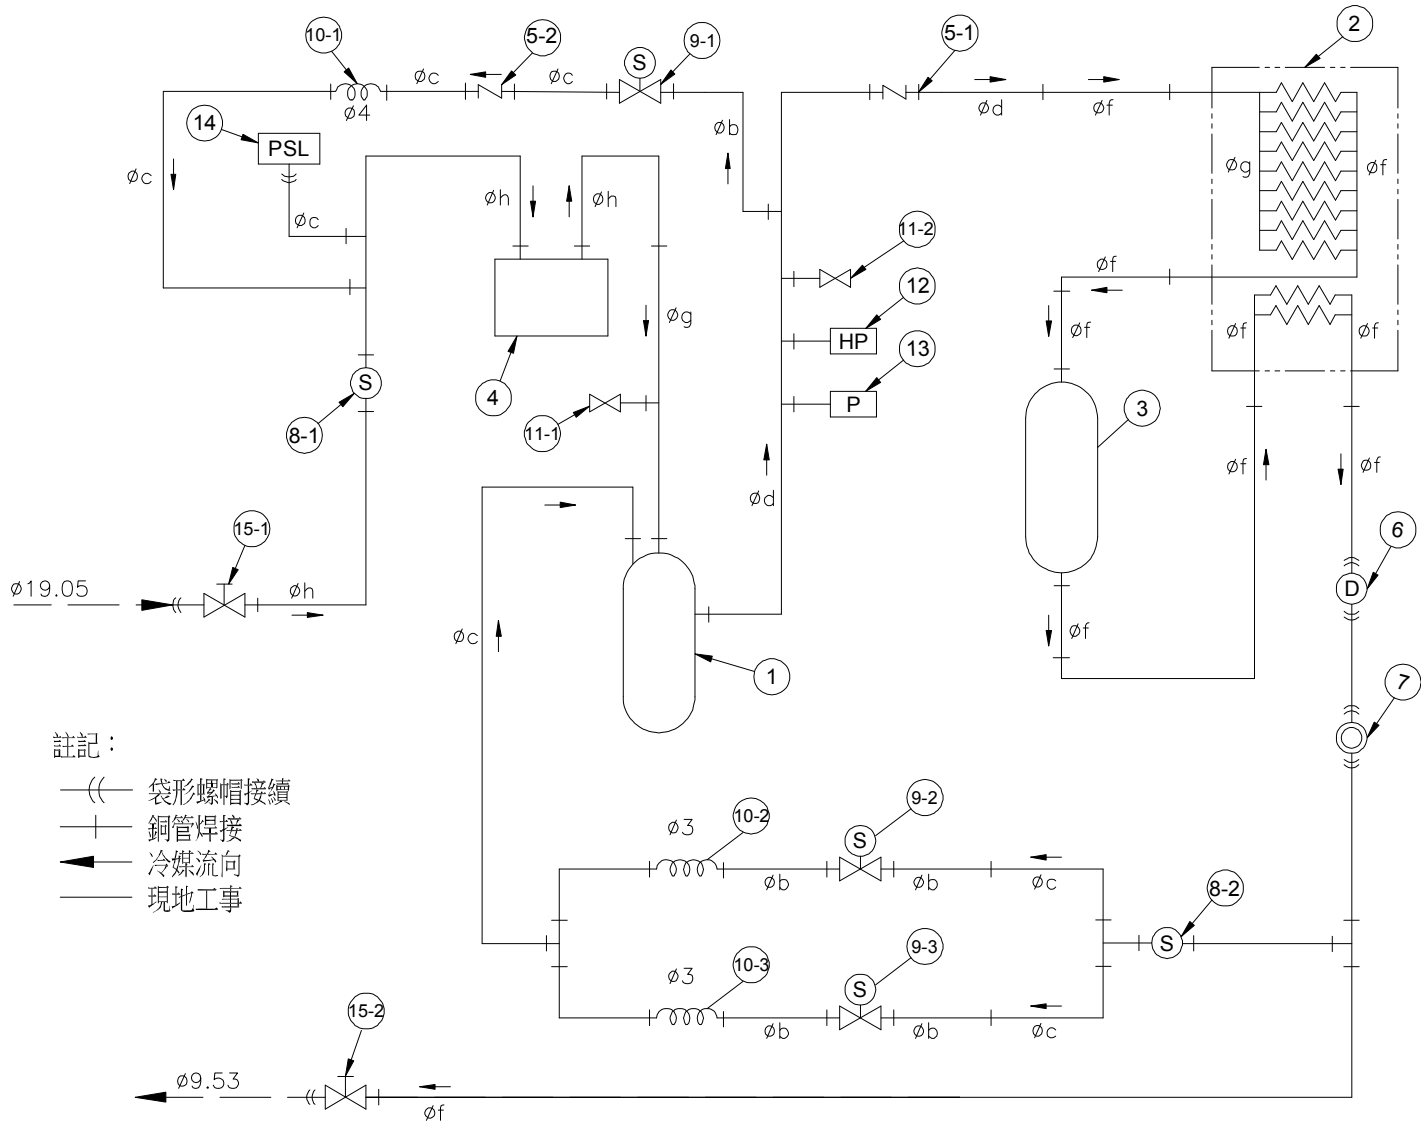 10-1
5-2
9-1
5-1
2
S
øc
øc
ø4
14
PSL
øb
ød
øf
øc
øh
øh
øg
øf
øc
11-2
øf
12
øg
HP
øf
øf
øf
13
4
P
3
S
11-1
8-1
øf
øf
ød
15-1
6
ø19.05
øh
D
øc
øf
1
7
註記：
袋形螺帽接續
銅管焊接
冷媒流向
現地工事
9-2
10-2
ø3
S
øb
øb
øc
8-2
S
9-3
10-3
ø3
S
øb
øb
øc
15-2
ø9.53
øf